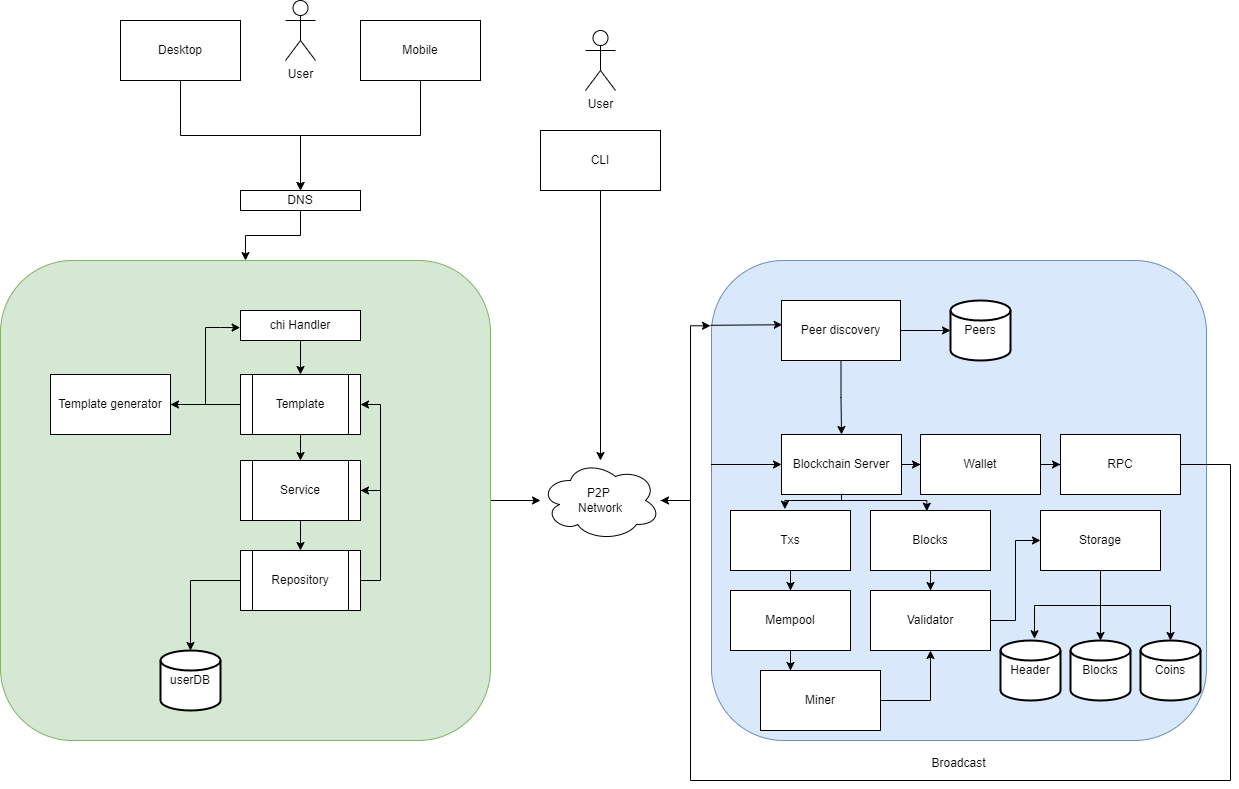 User
Desktop
Mobile
User
CLI
DNS
chi Handler
Template generator
Template
Service
Repository
userDB
P2P
Network
Peer discovery
Peers
Blockchain Server
Wallet
RPC
Txs
Blocks
Storage
Mempool
Validator
Header
Blocks
Coins
Miner
Broadcast